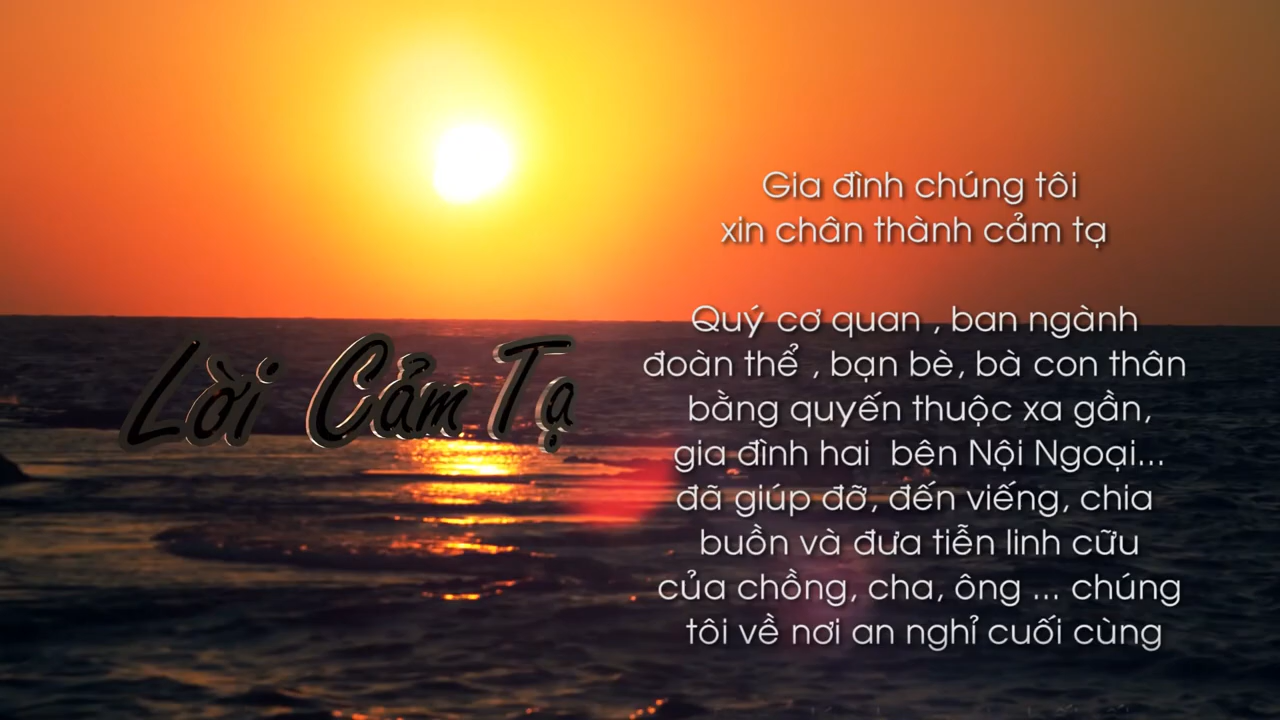 Lời Cảm Tạ
Gia đình chúng tôi
xin chân thành cảm tạ
Quý cơ quan , ban ngành
đoàn thể , bạn bè, bà con thân
bằng quyến thuộc xa gần,
gia đình hai bên Nội Ngoại...
đã giúp đỡ, đến viếng, chia
buồn và đưa tiễn linh cữu
của chồng, cha, ông ... chúng
tôi về nơi an nghỉ cuối cùng